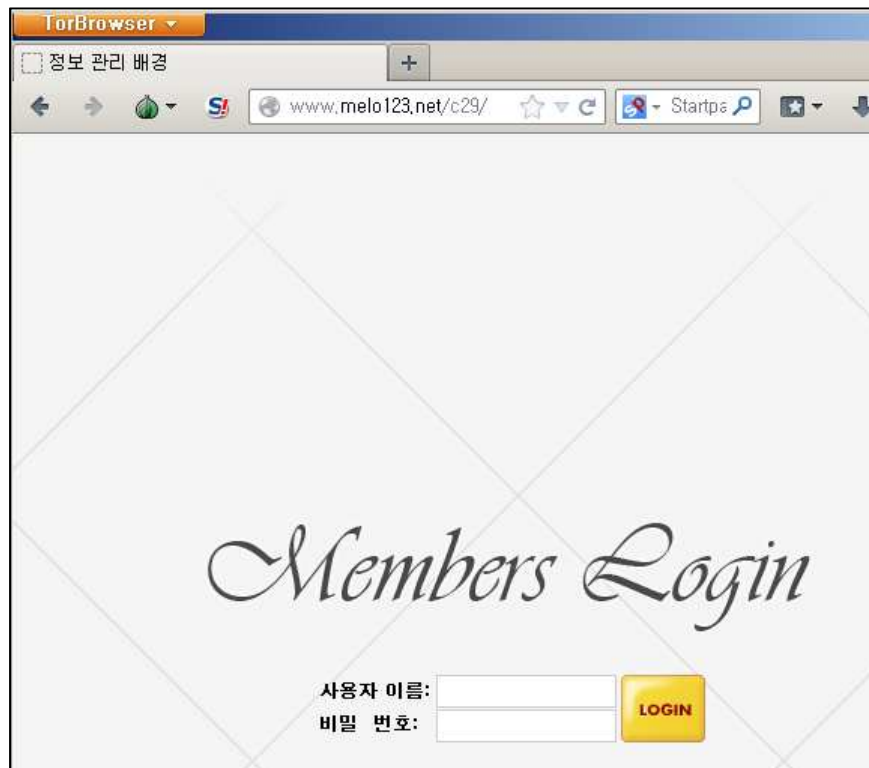 TorBrowser
정보 관리 배경
S!
www.melo123.net/c29/
Startpa
Members Login
사용자 이름:
비밀 번호:
LOGIN